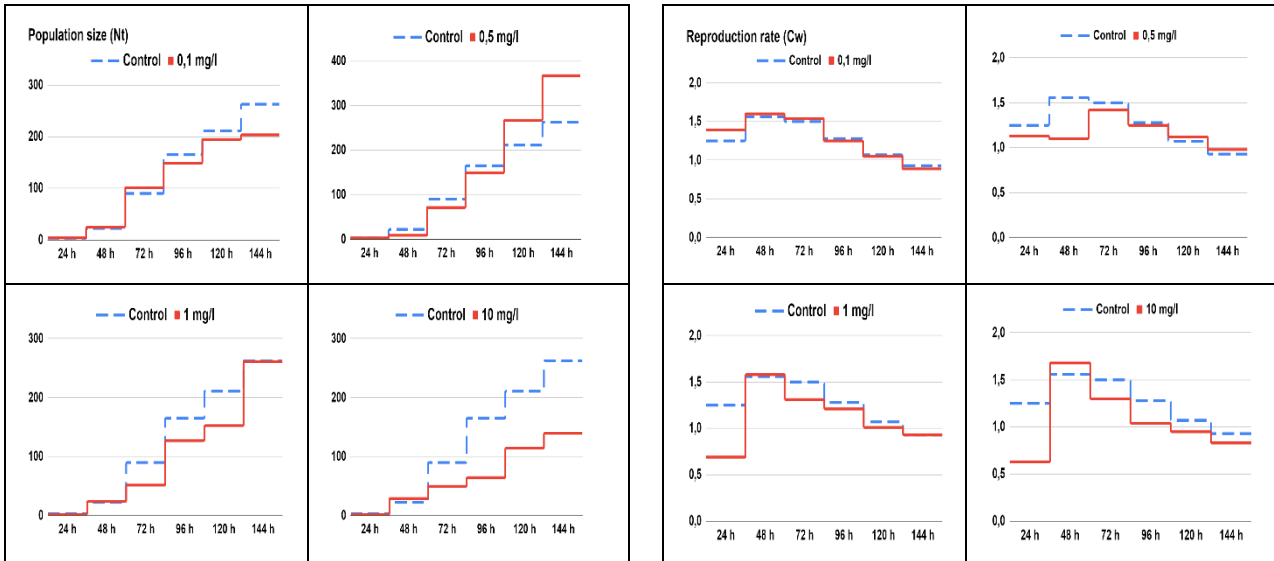 Population size (Nt)
Control 0,1 mg/l
300
200
100
0
24 h 48 h 72 h 96 h 120 h 144 h
Control 0,5 mg/l
400
300
200
100
0
24 h 48 h 72 h 96 h 120 h 144 h
Control 1 mg/l
300
200
100
0
24 h 48 h 72 h 96 h 120 h 144 h
Control 10 mg/l
300
200
100
0
24 h 48 h 72 h 96 h 120 h 144 h
Reproduction rate (Cw)
Control 0,1 mg/l
2,0
1,5
1,0
0,5
0,0
24 h 48 h 72 h 96 h 120 h 144 h
Control 0,5 mg/l
2,0
1,5
1,0
0,5
0,0
24 h 48 h 72 h 96 h 120 h 144 h
Control 1 mg/l
2,0
1,5
1,0
0,5
0,0
24 h 48 h 72 h 96 h 120 h 144 h
Control 10 mg/l
2,0
1,5
1,0
0,5
0,0
24 h 48 h 72 h 96 h 120 h 144 h